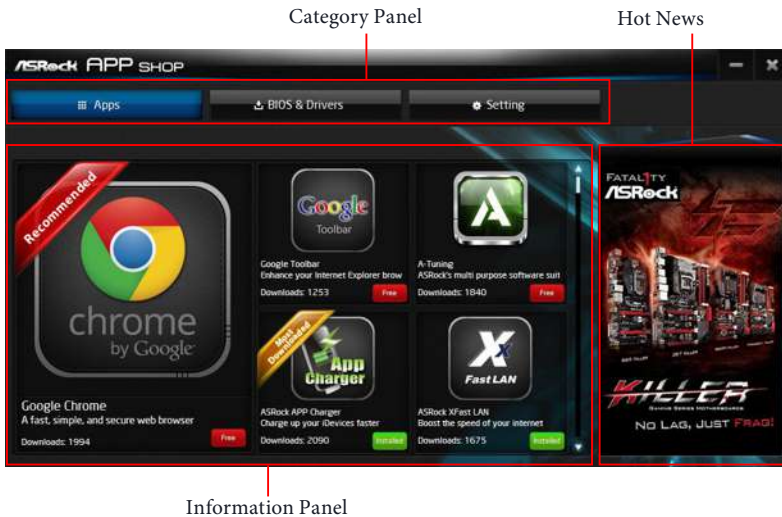 Category Panel
Hot News
ASRock APP SHOP
Apps
BIOS & Drivers
Setting
Recommended
chrome
by Google
Google Chrome
A fast, simple, and secure web browser
Downloads: 1994
Free
Google
Toolbar
Google Toolbar
Enhance your Internet Explorer brow
Downloads: 1253
Free
A-Tuning
ASRock's multi purpose software suit
Downloads: 1840
Free
Most
Downloaded
App
Charger
ASRock APP Charger
Charge up your iDevices faster
Downloads: 2090
Installed
X
Fast LAN
ASRock XFast LAN
Boost the speed of your internet
Downloads: 1675
Installed
FATAL1TY
ASRock
KILLER
GAMING SERIES MOTHERBOARDS
NO LAG, JUST FRAG!
Information Panel